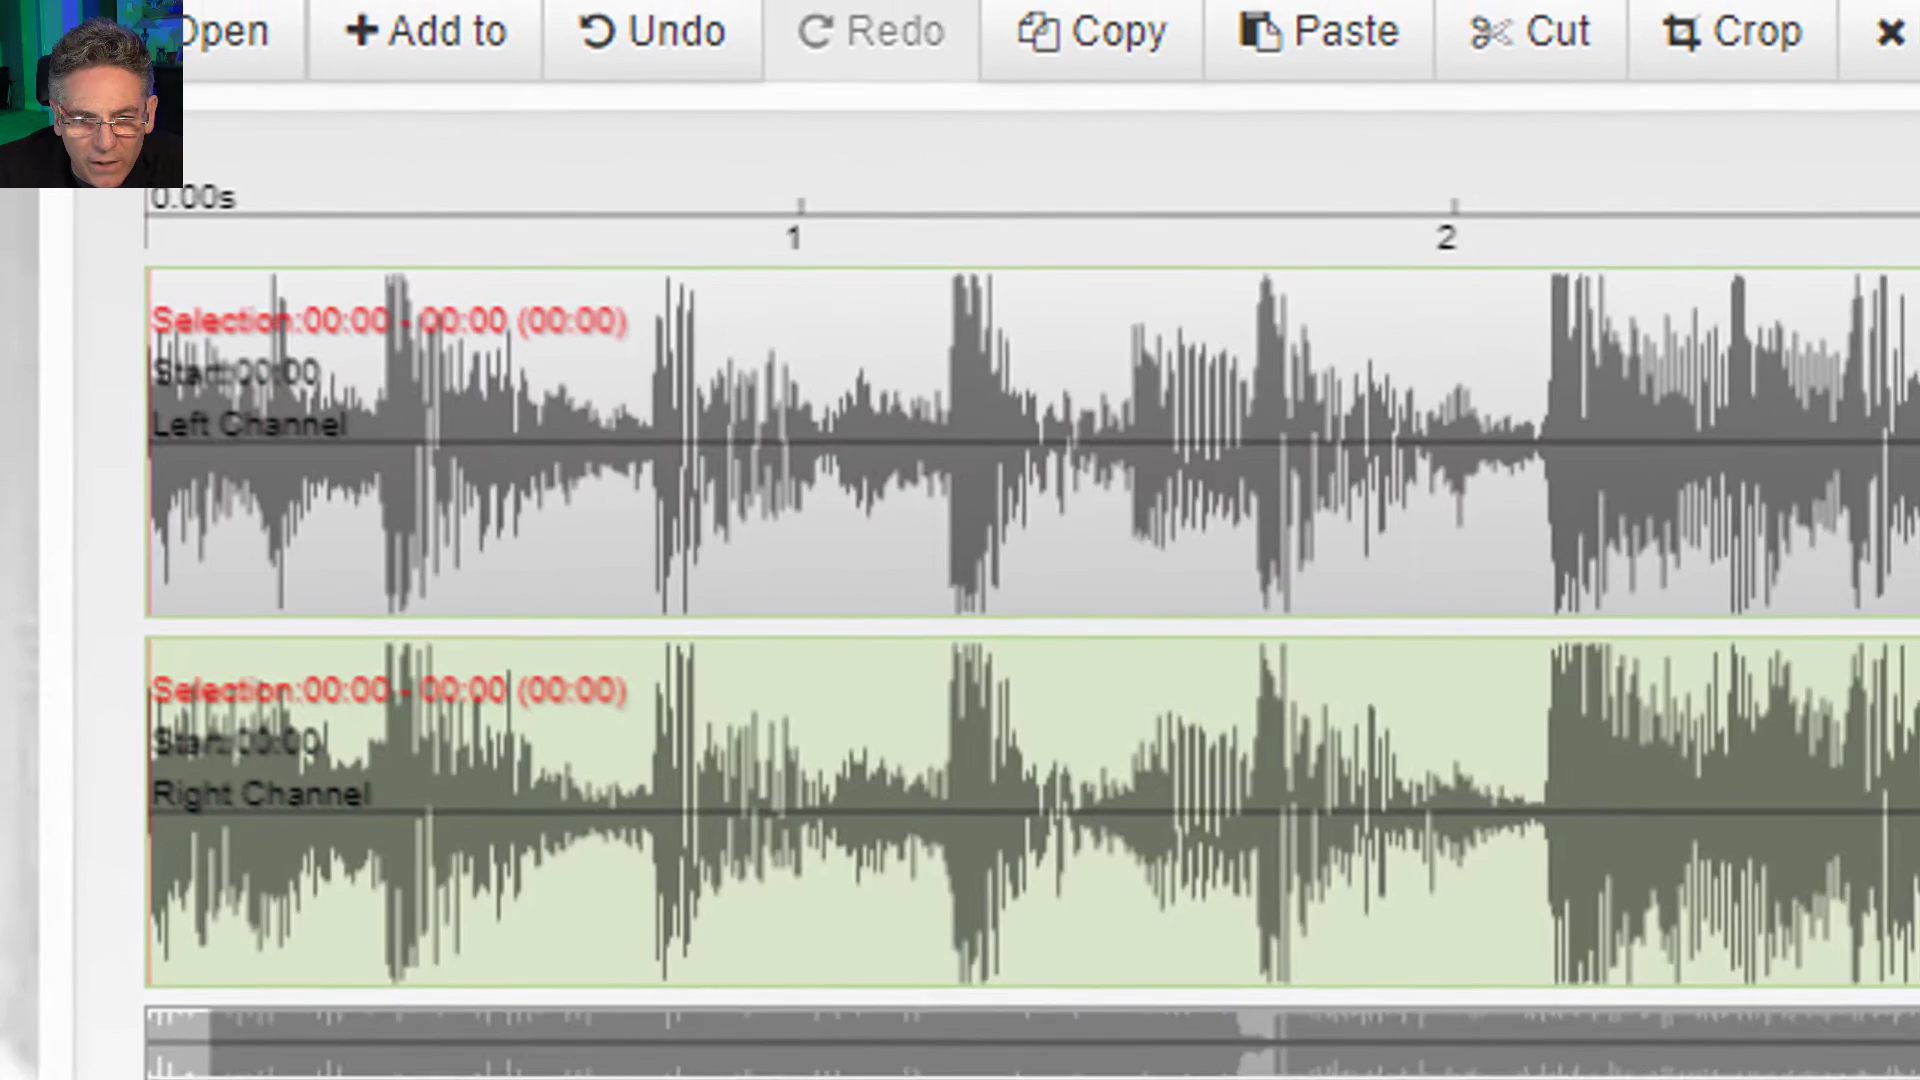 Open Add to Undo Redo Copy Paste Cut Crop
0.00s
1 2
Selection:00:00 - 00:00 (00:00)
Start:00:00
Left Channel
Selection:00:00 - 00:00 (00:00)
Start:00:00
Right Channel